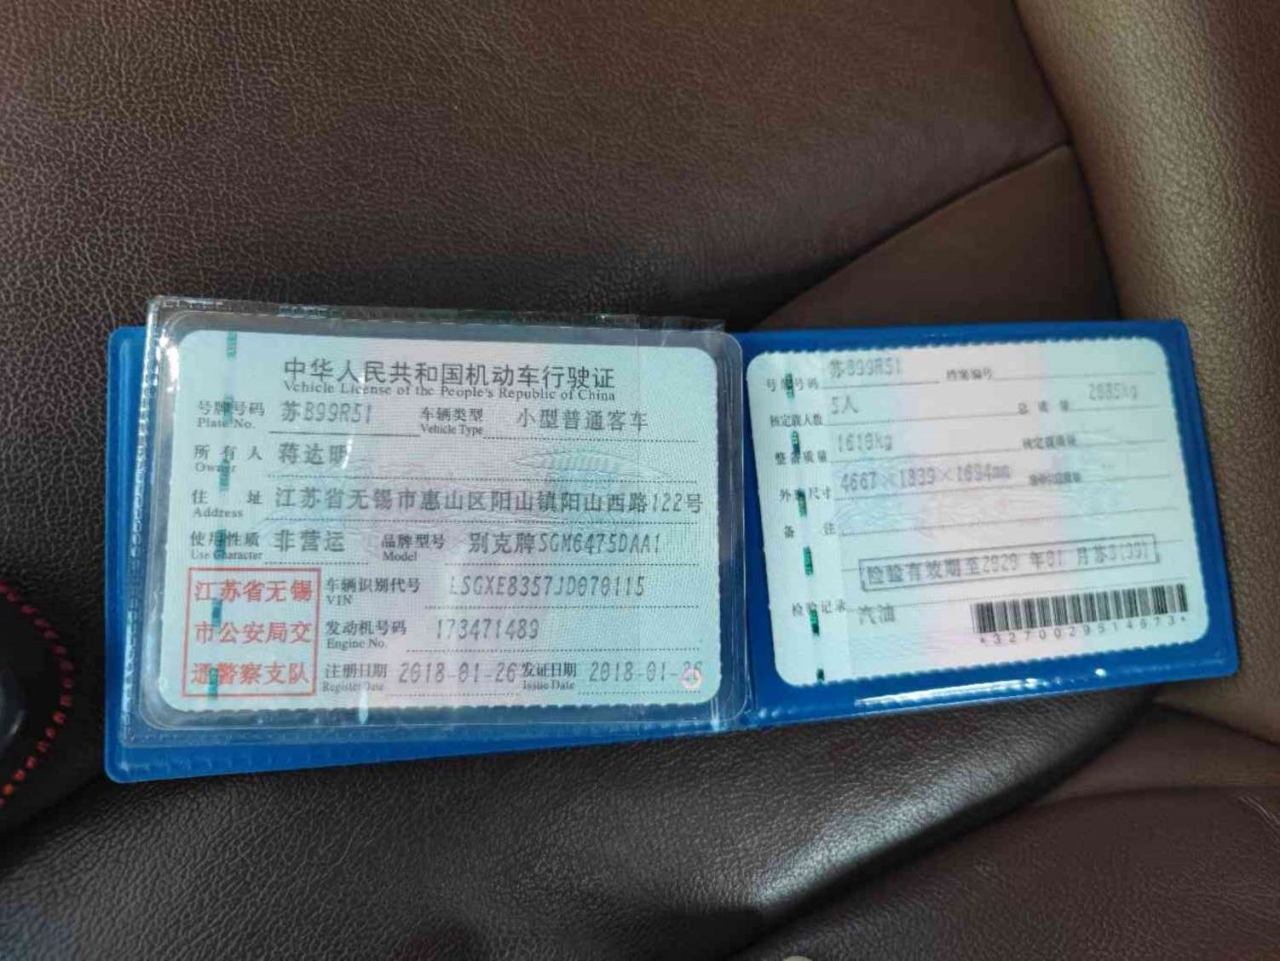 中华人民共和国机动车行驶证
Vehicle License of the People's Republic of China
号牌号码 苏B99R51 车辆类型 小型普通客车
Plate No. Vehicle Type
所有人 蒋达明
Owner
住址 江苏省无锡市惠山区阳山镇阳山西路122号
Address
使用性质 非营运 品牌型号 别克牌SGM6475DAA1
Use Character Model
江苏省无锡
市公安局交
通警察支队
车辆识别代号 LSGXE8357JD070115
VIN
发动机号码 173471489
Engine No.
注册日期 2018-01-26 发证日期 2018-01-26
Register Date Issue Date
号牌号码 苏B99R51 档案编号
核定载人数 5人 总质量
整备质量 核定载质量
外廓尺寸 4667×1839×1694mm
备注
检验有效期至2020年01月苏B(99)
检验记录 汽油
*3270029514673*